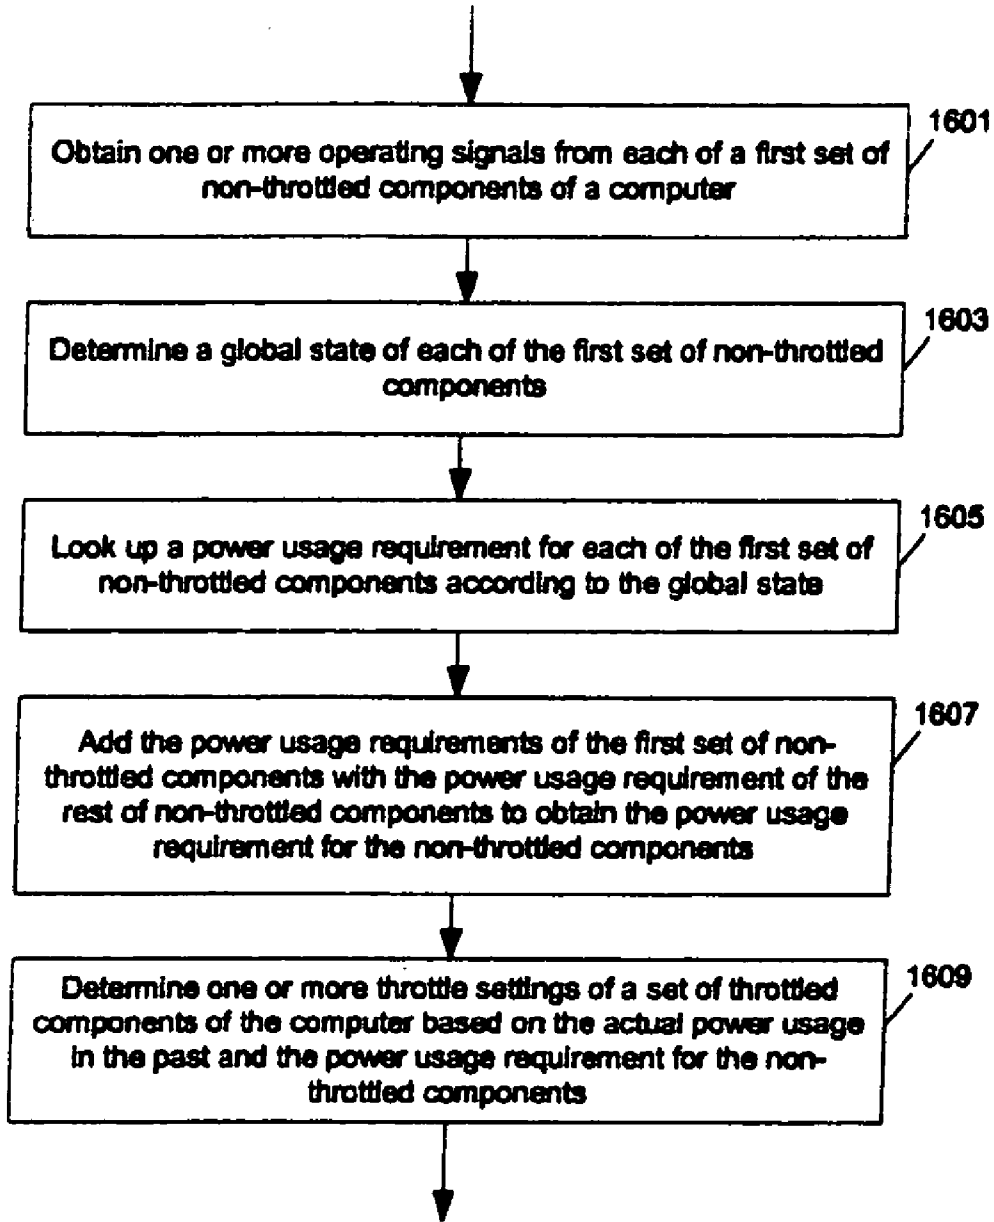 1601
Obtain one or more operating signals from each of a first set of
non-throttled components of a computer
1603
Determine a global state of each of the first set of non-throttled
components
1605
Look up a power usage requirement for each of the first set of
non-throttled components according to the global state
1607
Add the power usage requirements of the first set of non-
throttled components with the power usage requirement of the
rest of non-throttled components to obtain the power usage
requirement for the non-throttled components
1609
Determine one or more throttle settings of a set of throttled
components of the computer based on the actual power usage
in the past and the power usage requirement for the non-
throttled components